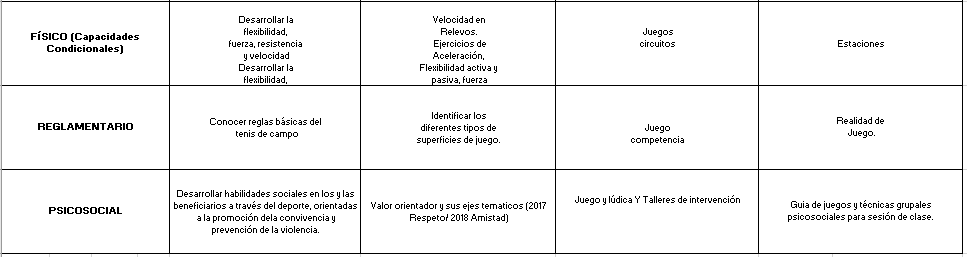 FÍSICO (Capacidades
Condicionales)
Desarrollar la
flexibilidad,
fuerza, resistencia
y velocidad
Desarrollar la
flexibilidad,
Velocidad en
Relevos.
Ejercicios de
Aceleración,
Flexibilidad activa y
pasiva, fuerza
Juegos
circuitos
Estaciones
REGLAMENTARIO
Conocer reglas básicas del
tenis de campo
Identificar los
diferentes tipos de
superficies de juego.
Juego
competencia
Realidad de
Juego.
PSICOSOCIAL
Desarrollar habilidades sociales en los y las
beneficiarios a través del deporte, orientadas
a la promoción dela convivencia y
prevención de la violencia.
Valor orientador y sus ejes tematicos (2017
Respeto/ 2018 Amistad)
Juego y lúdica Y Talleres de intervención
Guia de juegos y técnicas grupales
psicosociales para sesión de clase.